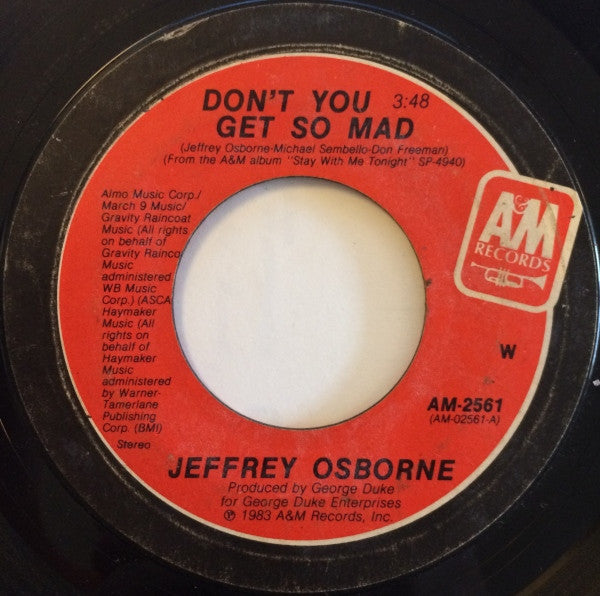 DON'T YOU 3:48
GET SO MAD
(Jeffrey Osborne-Michael Sembello-Don Freeman)
(From the A&M album "Stay With Me Tonight" SP-4940)
Almo Music Corp./
March 9 Music/
Gravity Raincoat
Music (All rights
on behalf of
Gravity Rainco
Music
administered
WB Music
Corp.) (ASCA
Haymaker
Music (All
rights on
behalf of
Haymaker
Music
administered
by Warner-
Tamerlane
Publishing
Corp. (BMI)
Stereo
A&M
RECORDS
W
AM-2561
(AM-02561-A)
JEFFREY OSBORNE
Produced by George Duke
for George Duke Enterprises
℗ 1983 A&M Records, Inc.